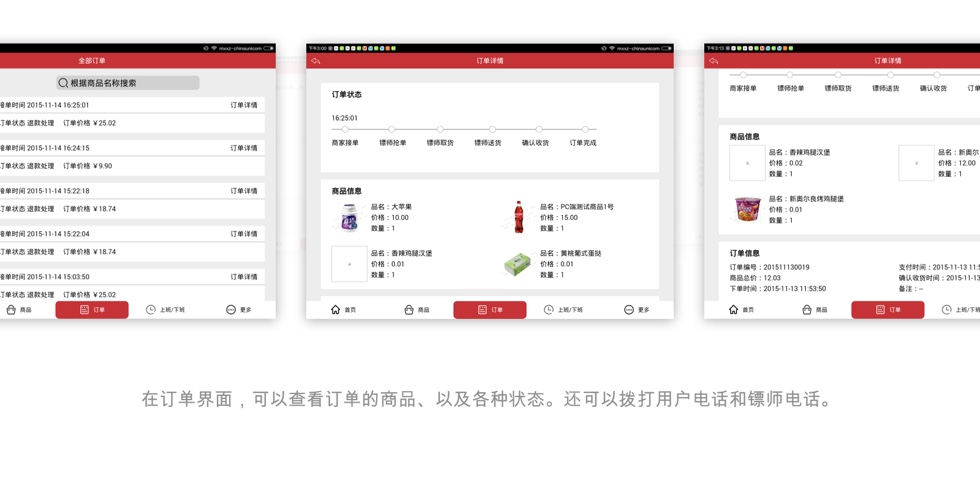 mxxz-chinaunicom
全部订单
根据商品名称搜索
接单时间 2015-11-14 16:25:01 订单详情
订单状态 退款处理 订单价格 ¥25.02
接单时间 2015-11-14 16:24:15 订单详情
订单状态 退款处理 订单价格 ¥9.90
接单时间 2015-11-14 15:22:18 订单详情
订单状态 退款处理 订单价格 ¥18.74
接单时间 2015-11-14 15:22:04 订单详情
订单状态 退款处理 订单价格 ¥18.74
接单时间 2015-11-14 15:03:50 订单详情
订单状态 退款处理 订单价格 ¥25.02
商品 订单 上班/下班 更多
下午3:00 mxxz-chinaunicom
订单详情
订单状态
16:25:01
商家接单 镖师抢单 镖师取货 镖师送货 确认收货 订单完成
商品信息
品名：大苹果
价格：10.00
数量：1
品名：PC端测试商品1号
价格：15.00
数量：1
品名：香辣鸡腿汉堡
价格：0.01
数量：1
品名：黄桃葡式蛋挞
价格：0.01
数量：1
首页 商品 订单 上班/下班 更多
下午3:13
订单详情
商家接单 镖师抢单 镖师取货 镖师送货 确认收货 订单
商品信息
品名：香辣鸡腿汉堡
价格：0.02
数量：1
品名：新奥尔
价格：12.00
数量：1
品名：新奥尔良烤鸡腿堡
价格：0.01
数量：1
订单信息
订单编号：201511130019
商品总价：12.03
下单时间：2015-11-13 11:53:50
支付时间：2015-11-13 11:5
确认收货时间：2015-11-13
备注：--
首页 商品 订单 上班/下班
在订单界面，可以查看订单的商品、以及各种状态。还可以拨打用户电话和镖师电话。